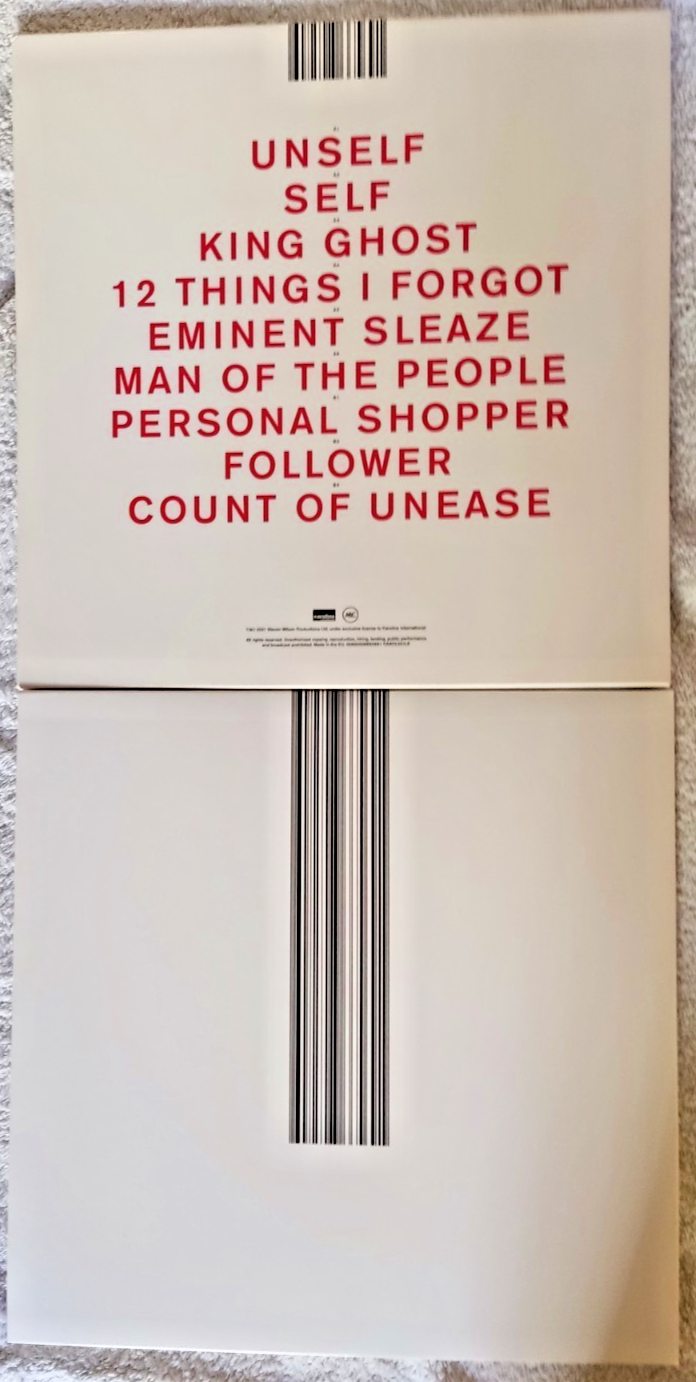 UNSELF
SELF
KING GHOST
12 THINGS I FORGOT
EMINENT SLEAZE
MAN OF THE PEOPLE
PERSONAL SHOPPER
FOLLOWER
COUNT OF UNEASE